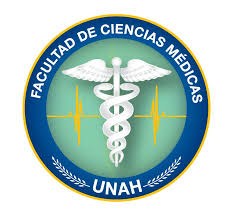 FACULTAD DE CIENCIAS MÉDICAS
UNAH